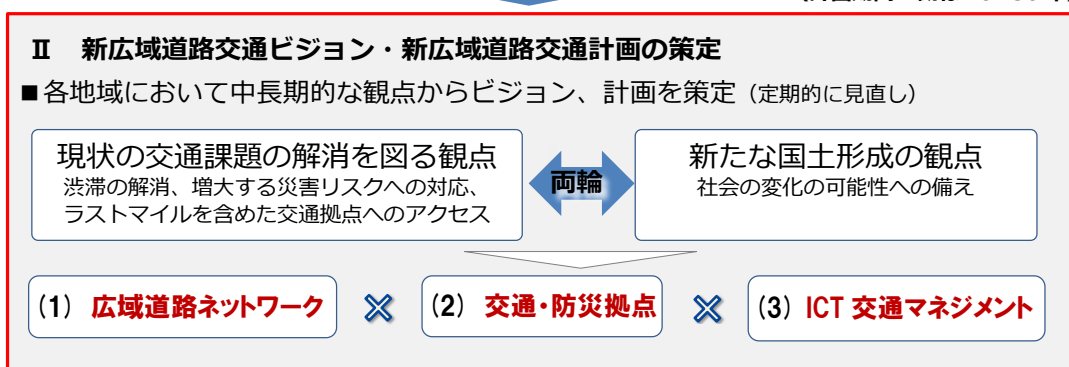 Ⅱ 新広域道路交通ビジョン・新広域道路交通計画の策定
■各地域において中長期的な観点からビジョン、計画を策定（定期的に見直し）
現状の交通課題の解消を図る観点
渋滞の解消、増大する災害リスクへの対応、
ラストマイルを含めた交通拠点へのアクセス
両輪
新たな国土形成の観点
社会の変化の可能性への備え
(1) 広域道路ネットワーク
(2) 交通・防災拠点
(3) ICT 交通マネジメント